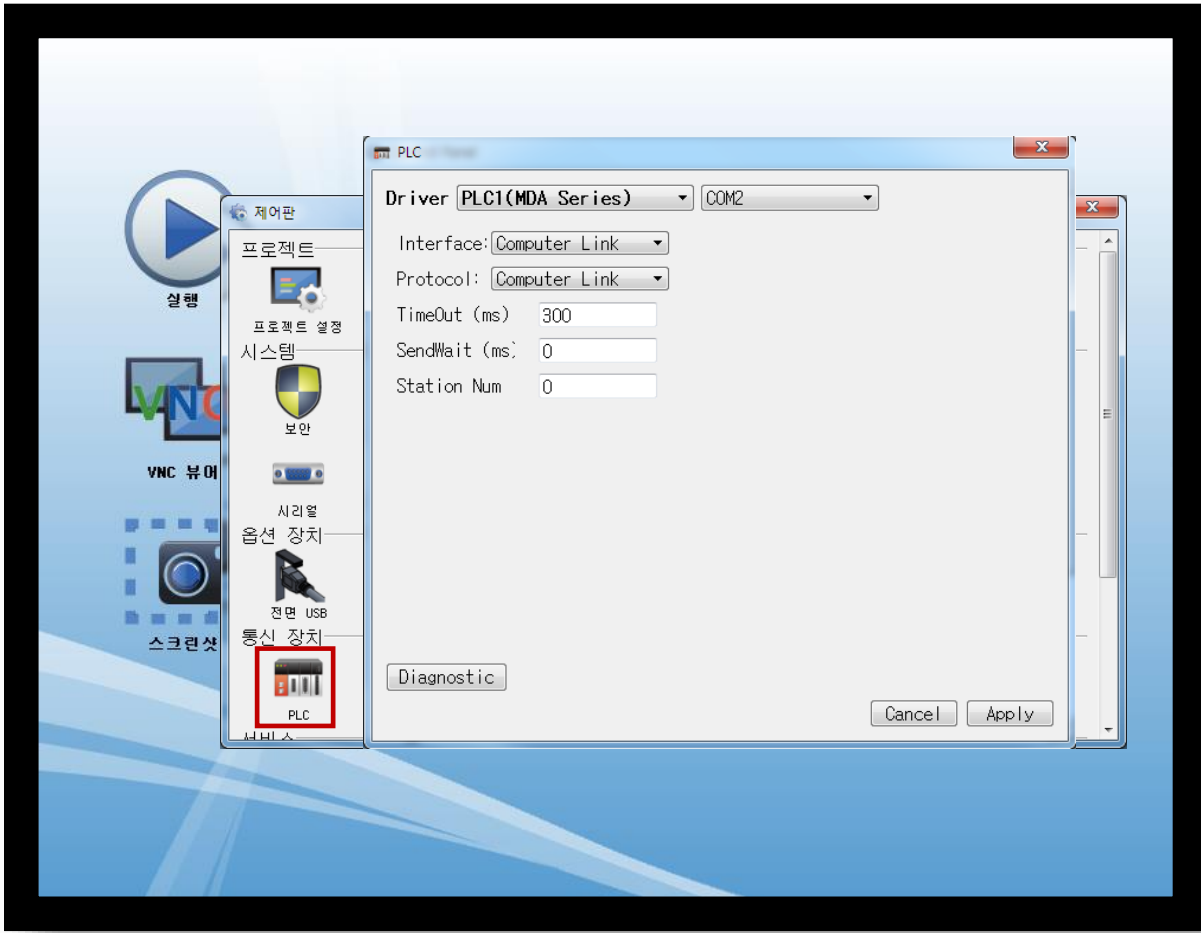 실행
VNC 뷰어
스크린샷
제어판
프로젝트
프로젝트 설정
시스템
보안
시리얼
옵션 장치
전면 USB
통신 장치
PLC
서비스
PLC
Driver PLC1(MDA Series) COM2
Interface: Computer Link
Protocol: Computer Link
TimeOut (ms) 300
SendWait (ms) 0
Station Num 0
Diagnostic
Cancel Apply